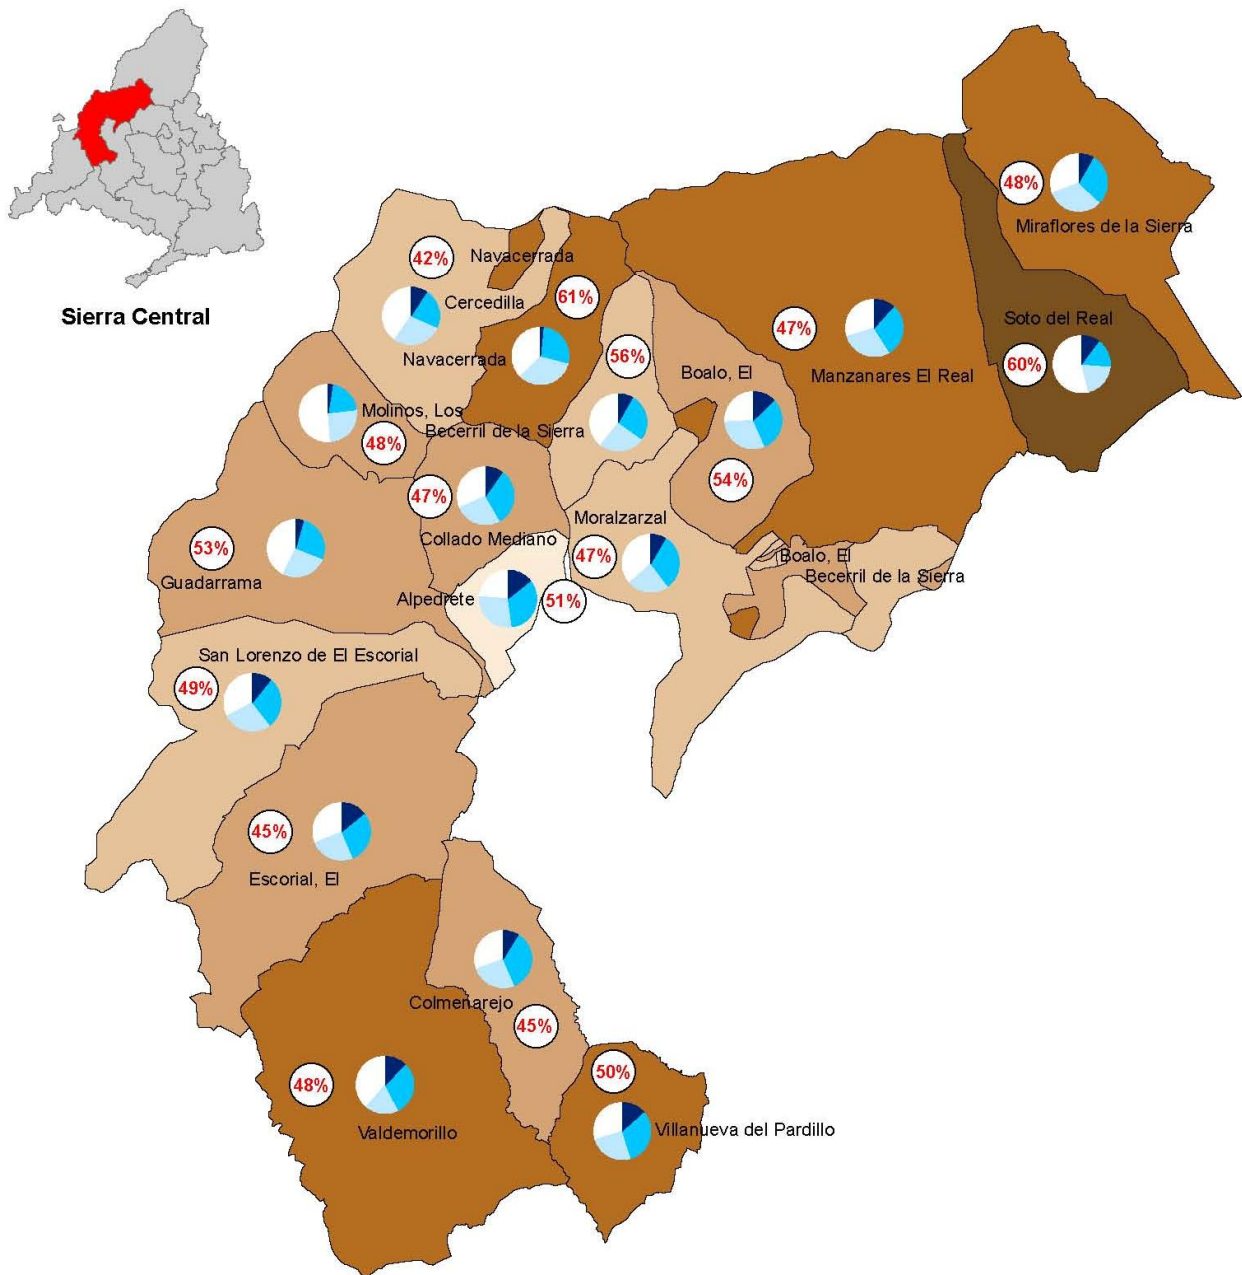 Sierra Central
48%
Miraflores de la Sierra
Navacerrada
42%
61%
Cercedilla
Soto del Real
47%
60%
56%
Navacerrada
Boalo, El
Manzanares El Real
Molinos, Los
Becerril de la Sierra
48%
54%
47%
Moralzarzal
Collado Mediano
53%
47%
Boalo, El
Guadarrama
Becerril de la Sierra
Alpedrete
51%
San Lorenzo de El Escorial
49%
45%
Escorial, El
Colmenarejo
45%
50%
48%
Valdemorillo
Villanueva del Pardillo